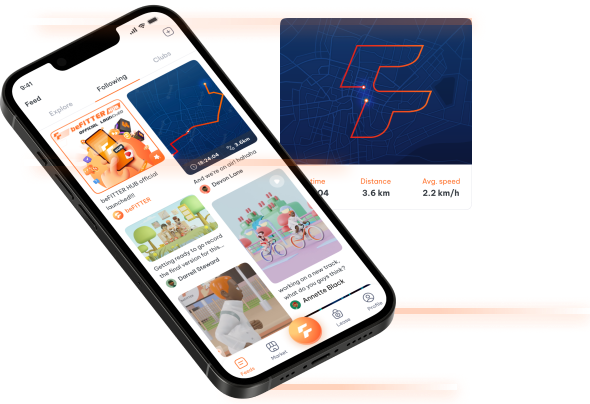 9:41
Feed
Explore
Following
Clubs
beFITTER
OFFICIAL LAUNCHED
18:24:04
3.6km
beFITTER HUB official
launched!!!
beFITTER
And we're on air! hahaha
Devon Lane
Getting ready to go record
the final version for this...
Darrell Steward
working on a new track,
what do you guys think?
Annette Black
Feeds
Market
Lease
Profile
time
Distance
Avg. speed
04
3.6 km
2.2 km/h